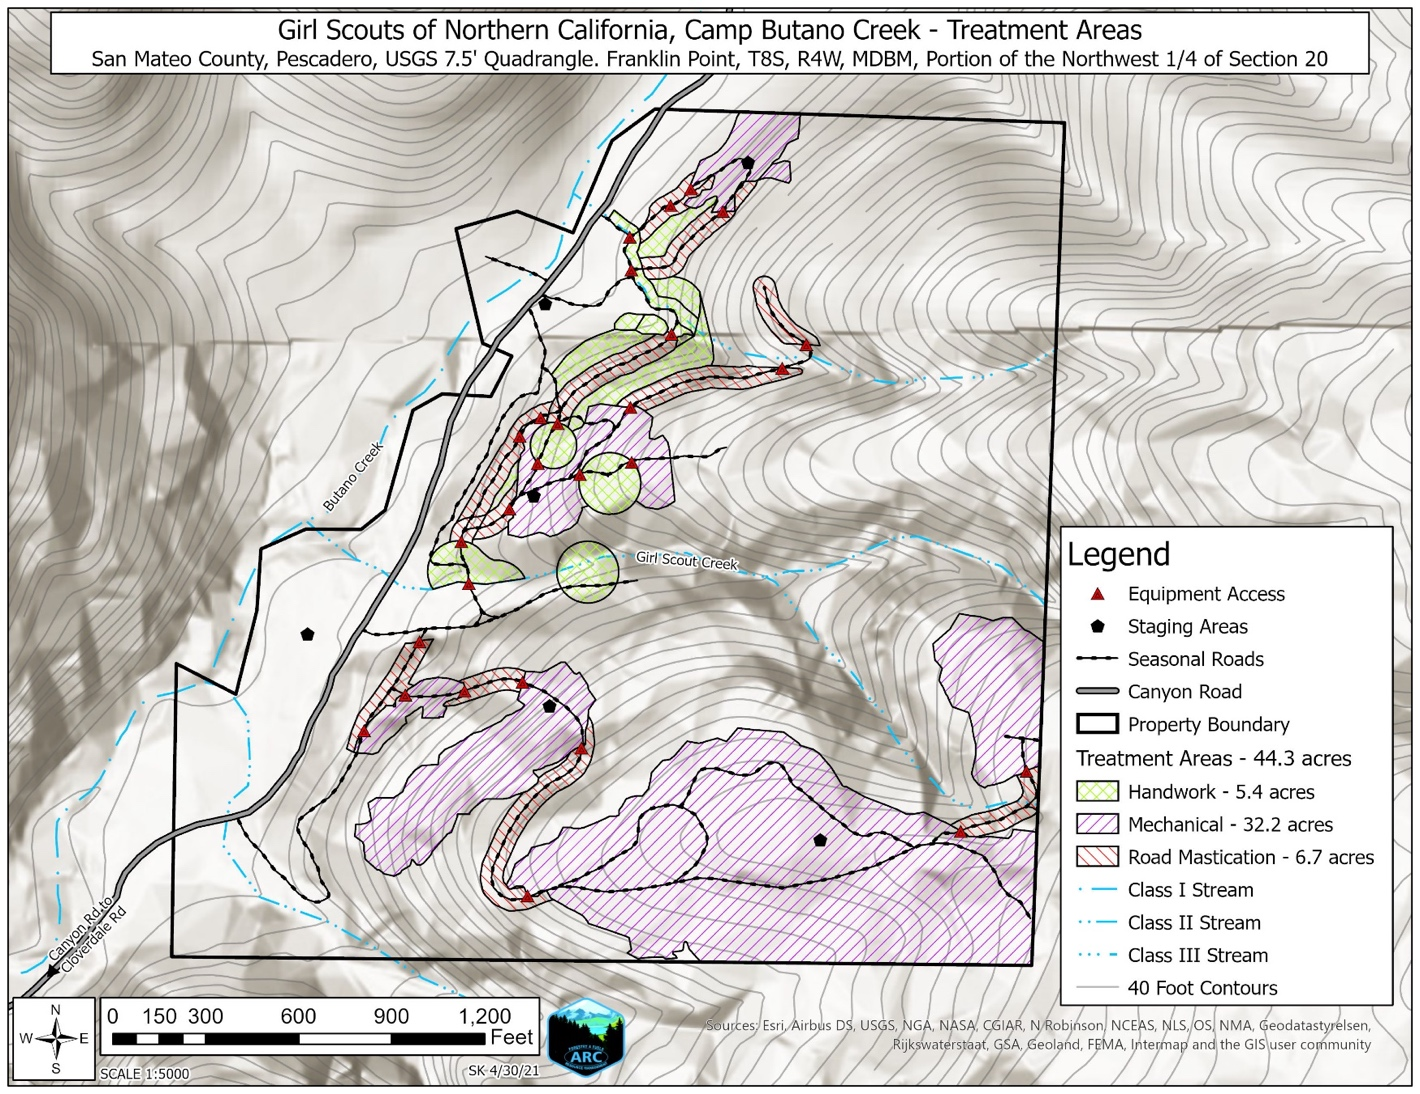 Girl Scouts of Northern California, Camp Butano Creek - Treatment Areas
San Mateo County, Pescadero, USGS 7.5' Quadrangle. Franklin Point, T8S, R4W, MDBM, Portion of the Northwest 1/4 of Section 20
Butano Creek
Girl Scout Creek
Canyon Rd to
Cloverdale Rd
Legend
Equipment Access
Staging Areas
Seasonal Roads
Canyon Road
Property Boundary
Treatment Areas - 44.3 acres
Handwork - 5.4 acres
Mechanical - 32.2 acres
Road Mastication - 6.7 acres
Class I Stream
Class II Stream
Class III Stream
40 Foot Contours
N
W E
S
0 150 300 600 900 1,200
Feet
SCALE 1:5000
SK 4/30/21
ARC
Sources: Esri, Airbus DS, USGS, NGA, NASA, CGIAR, N Robinson, NCEAS, NLS, OS, NMA, Geodatastyrelsen,
Rijkswaterstaat, GSA, Geoland, FEMA, Intermap and the GIS user community